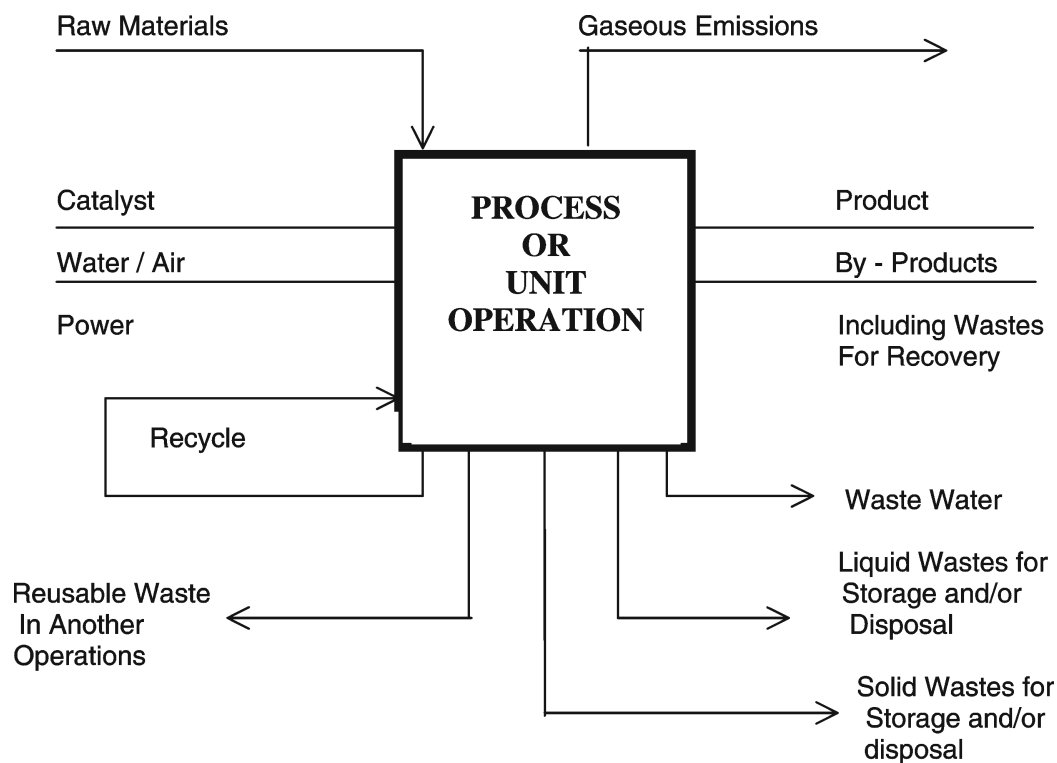 Raw Materials
Gaseous Emissions
Catalyst
Water / Air
Power
PROCESS
OR
UNIT
OPERATION
Product
By - Products
Including Wastes
For Recovery
Recycle
Waste Water
Reusable Waste
In Another
Operations
Liquid Wastes for
Storage and/or
Disposal
Solid Wastes for
Storage and/or
disposal